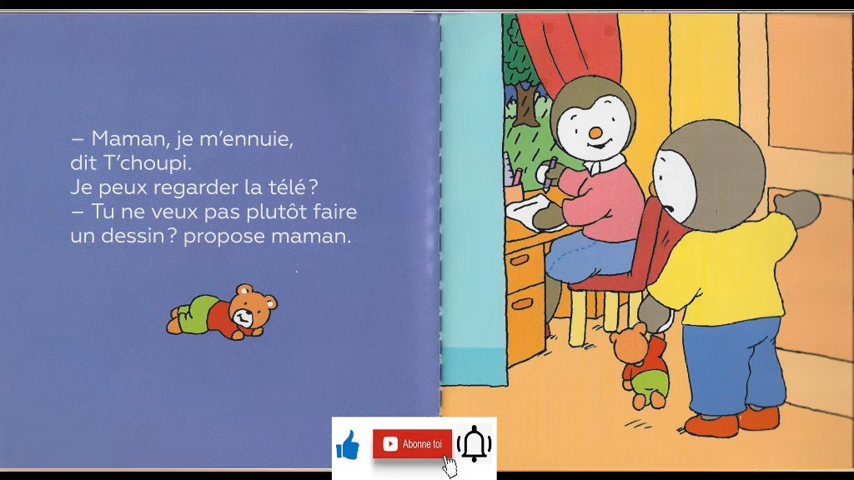 – Maman, je m'ennuie,
dit T'choupi.
Je peux regarder la télé ?
– Tu ne veux pas plutôt faire
un dessin ? propose maman.
Abonne toi